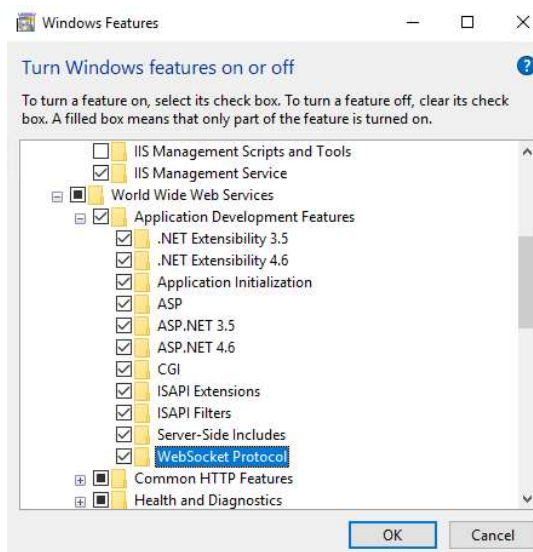 Windows Features
Turn Windows features on or off
To turn a feature on, select its check box. To turn a feature off, clear its check
box. A filled box means that only part of the feature is turned on.
IIS Management Scripts and Tools
IIS Management Service
World Wide Web Services
Application Development Features
.NET Extensibility 3.5
.NET Extensibility 4.6
Application Initialization
ASP
ASP.NET 3.5
ASP.NET 4.6
CGI
ISAPI Extensions
ISAPI Filters
Server-Side Includes
WebSocket Protocol
Common HTTP Features
Health and Diagnostics
OK Cancel